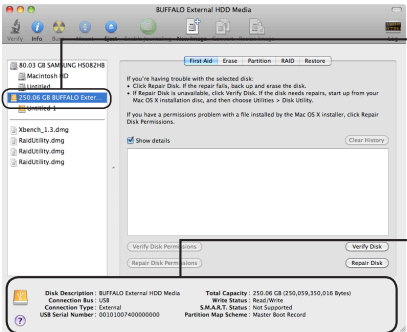 BUFFALO External HDD Media
Verify Info Burn Eject Log
80.03 GB SAMSUNG HS082HB
Macintosh HD
Untitled
250.06 GB BUFFALO Exter...
Untitled 1
Xbench_1.3.dmg
RaidUtility.dmg
RaidUtility.dmg
RaidUtility.dmg
First Aid Erase Partition RAID Restore
If you're having trouble with the selected disk:
• Click Repair Disk. If the repair fails, back up and erase the disk.
• If Repair Disk is unavailable, click Verify Disk. If the disk needs repairs, start up from your
Mac OS X installation disc, and then choose Utilities > Disk Utility.
If you have a permissions problem with a file installed by the Mac OS X installer, click Repair
Disk Permissions.
Show details
Clear History
Verify Disk Permissions
Verify Disk
Repair Disk Permissions
Repair Disk
Disk Description : BUFFALO External HDD Media
Connection Bus : USB
Connection Type : External
USB Serial Number : 00101007400000000
Total Capacity : 250.06 GB (250,059,350,016 Bytes)
Write Status : Read/Write
S.M.A.R.T. Status : Not Supported
Partition Map Scheme : Master Boot Record
?